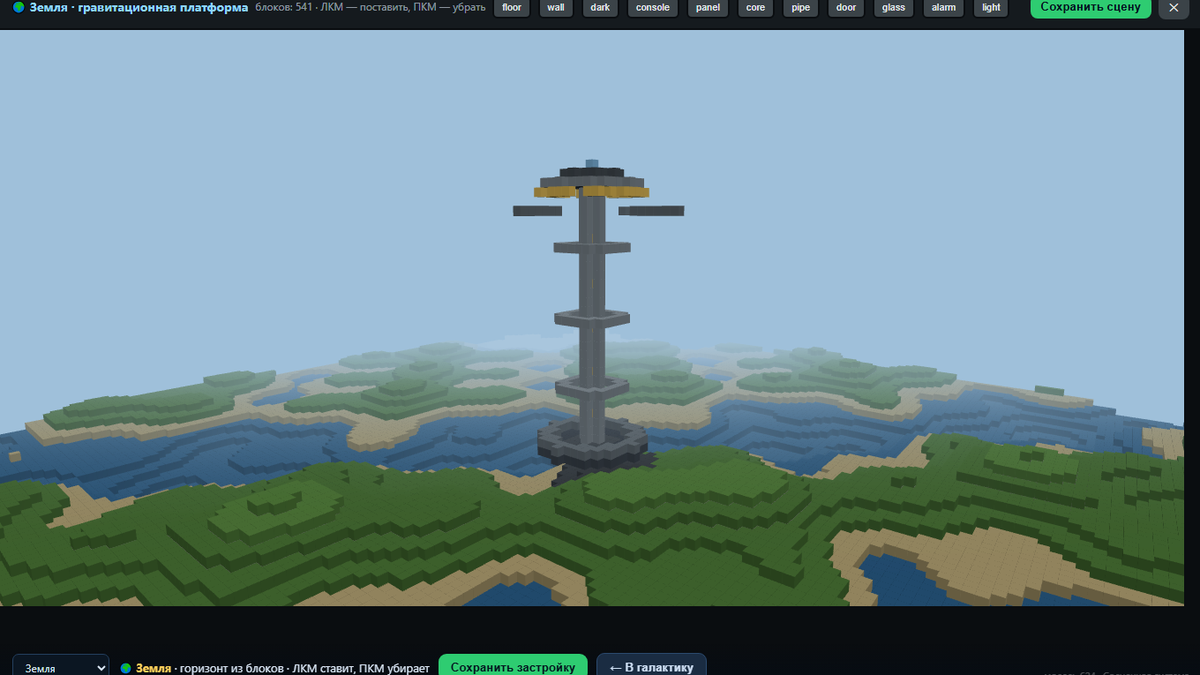 Земля · гравитационная платформа блоков: 541 · ЛКМ — поставить, ПКМ — убрать floor wall dark console panel core pipe door glass alarm light Сохранить сцену ×
Земля Земля · горизонт из блоков · ЛКМ ставит, ПКМ убирает Сохранить застройку ← В галактику